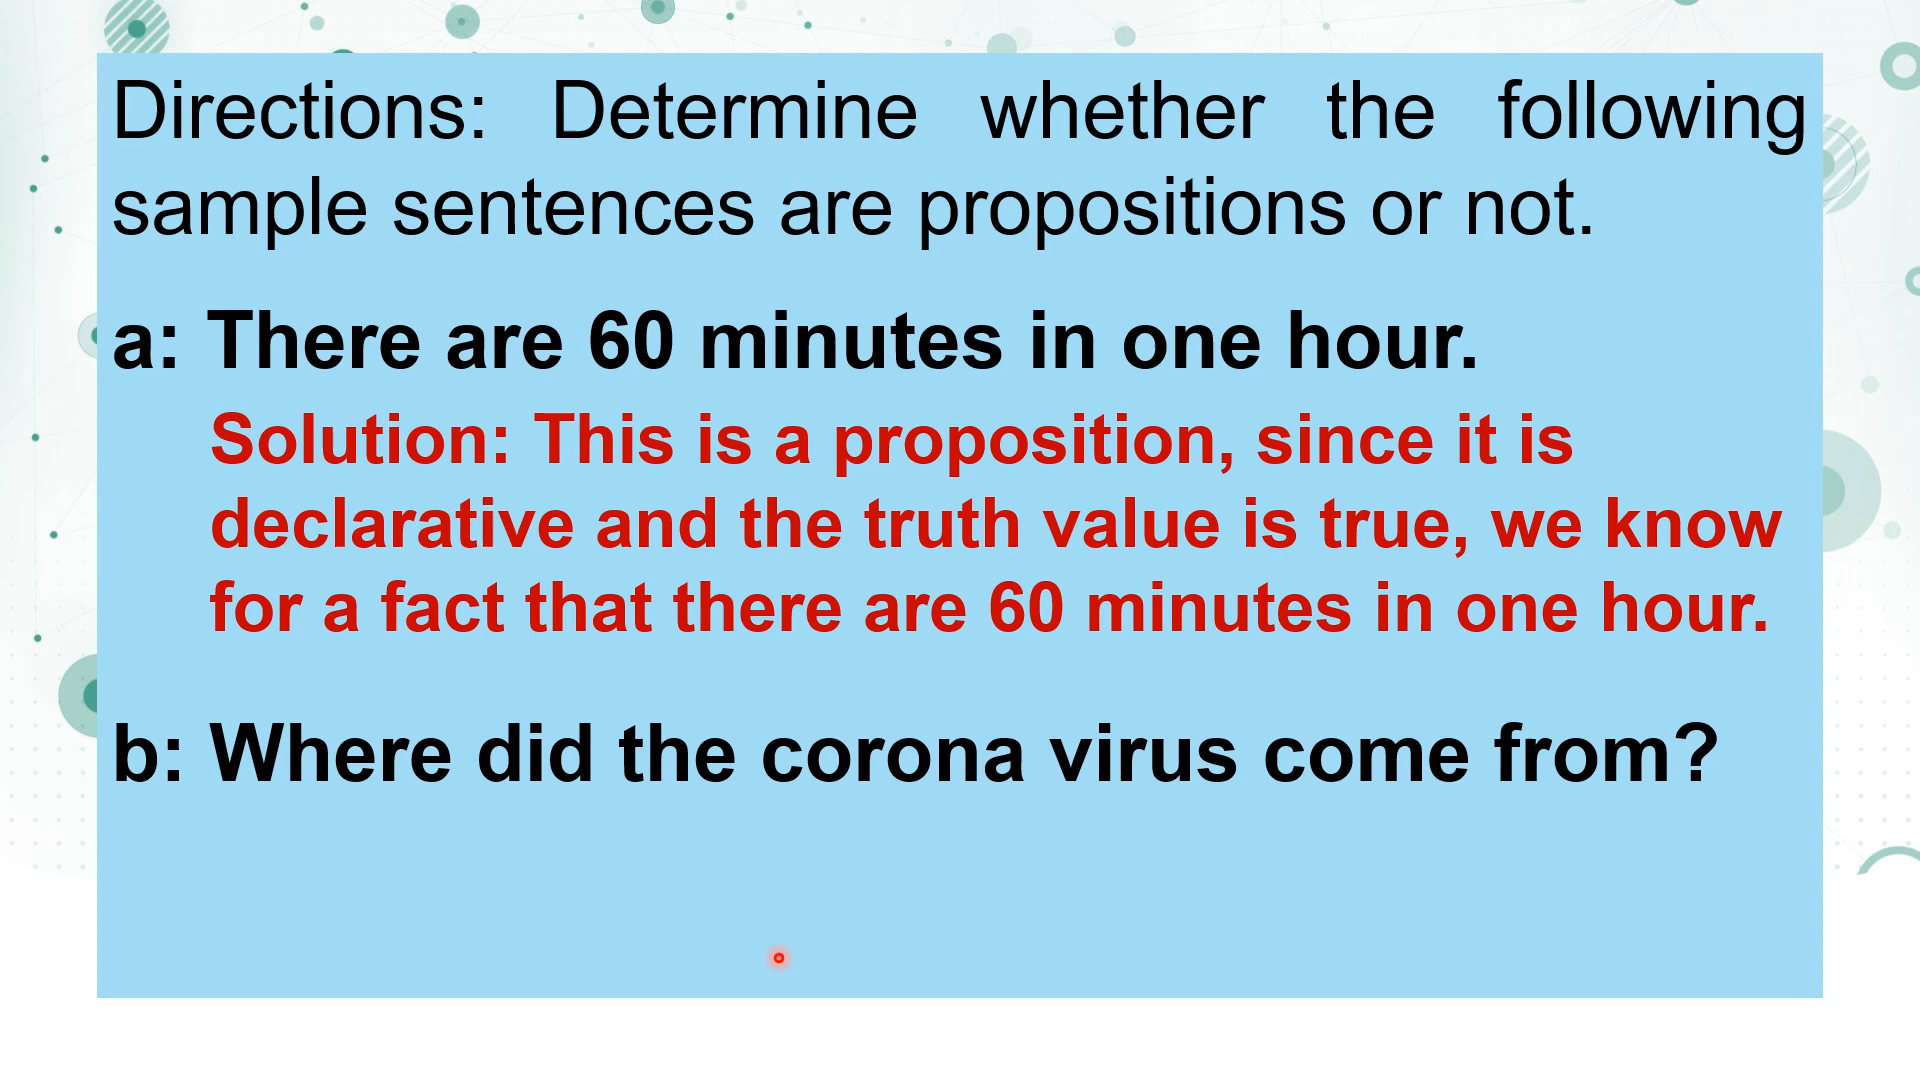 Directions: Determine whether the following
sample sentences are propositions or not.
a: There are 60 minutes in one hour.
Solution: This is a proposition, since it is
declarative and the truth value is true, we know
for a fact that there are 60 minutes in one hour.
b: Where did the corona virus come from?